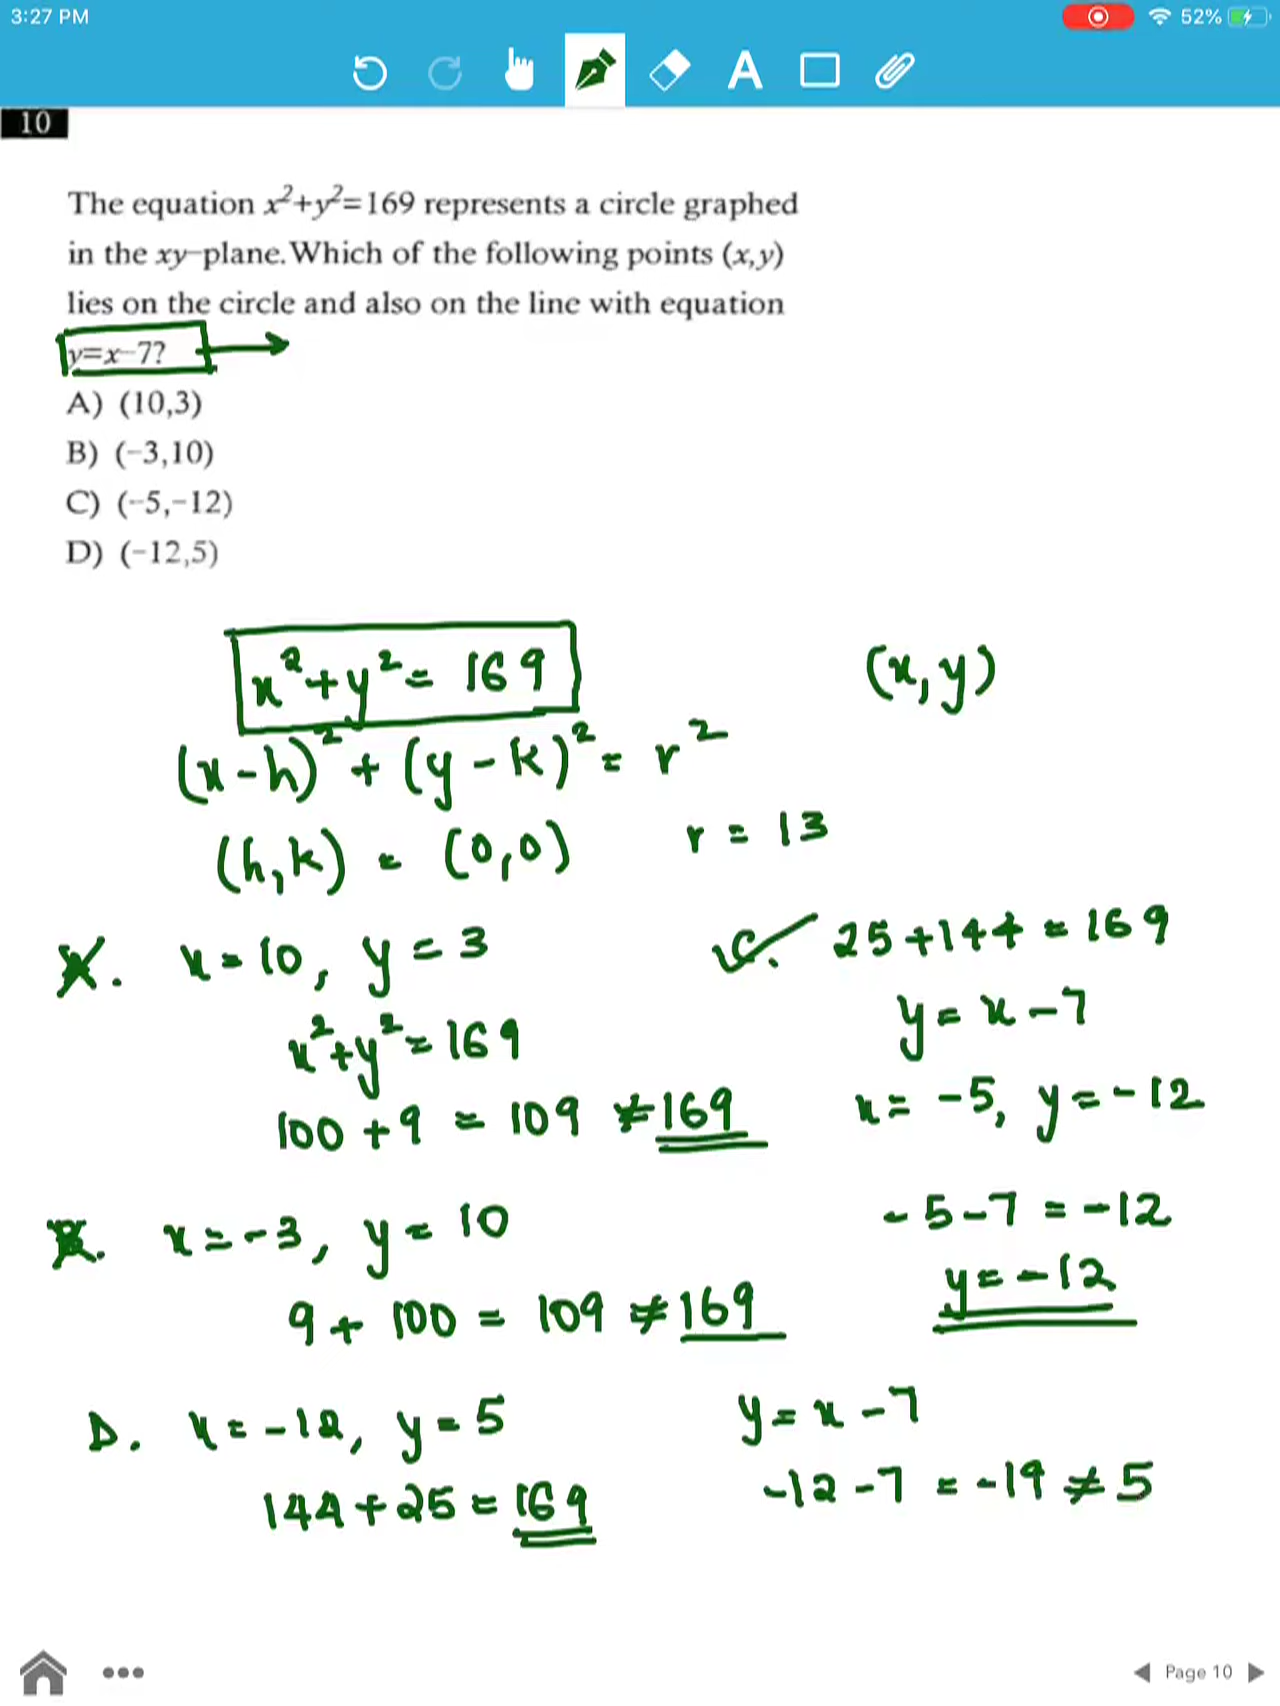 3:27 PM
52%
A
10
The equation x²+y²=169 represents a circle graphed
in the xy-plane. Which of the following points (x,y)
lies on the circle and also on the line with equation
y=x-7?
A) (10,3)
B) (-3,10)
C) (-5,-12)
D) (-12,5)
x² + y² = 169
(x, y)
(x-h)² + (y-k)² = r²
(h,k) = (0,0)
r = 13
A. x = 10, y = 3
x²+y² = 169
100 + 9 = 109 ≠ 169
B. x = -3, y = 10
9 + 100 = 109 ≠ 169
C. 25 + 144 = 169
y = x - 7
x = -5, y = -12
-5-7 = -12
y = -12
D. x = -12, y = 5
144 + 25 = 169
y = x - 7
-12-7 = -19 ≠ 5
Page 10